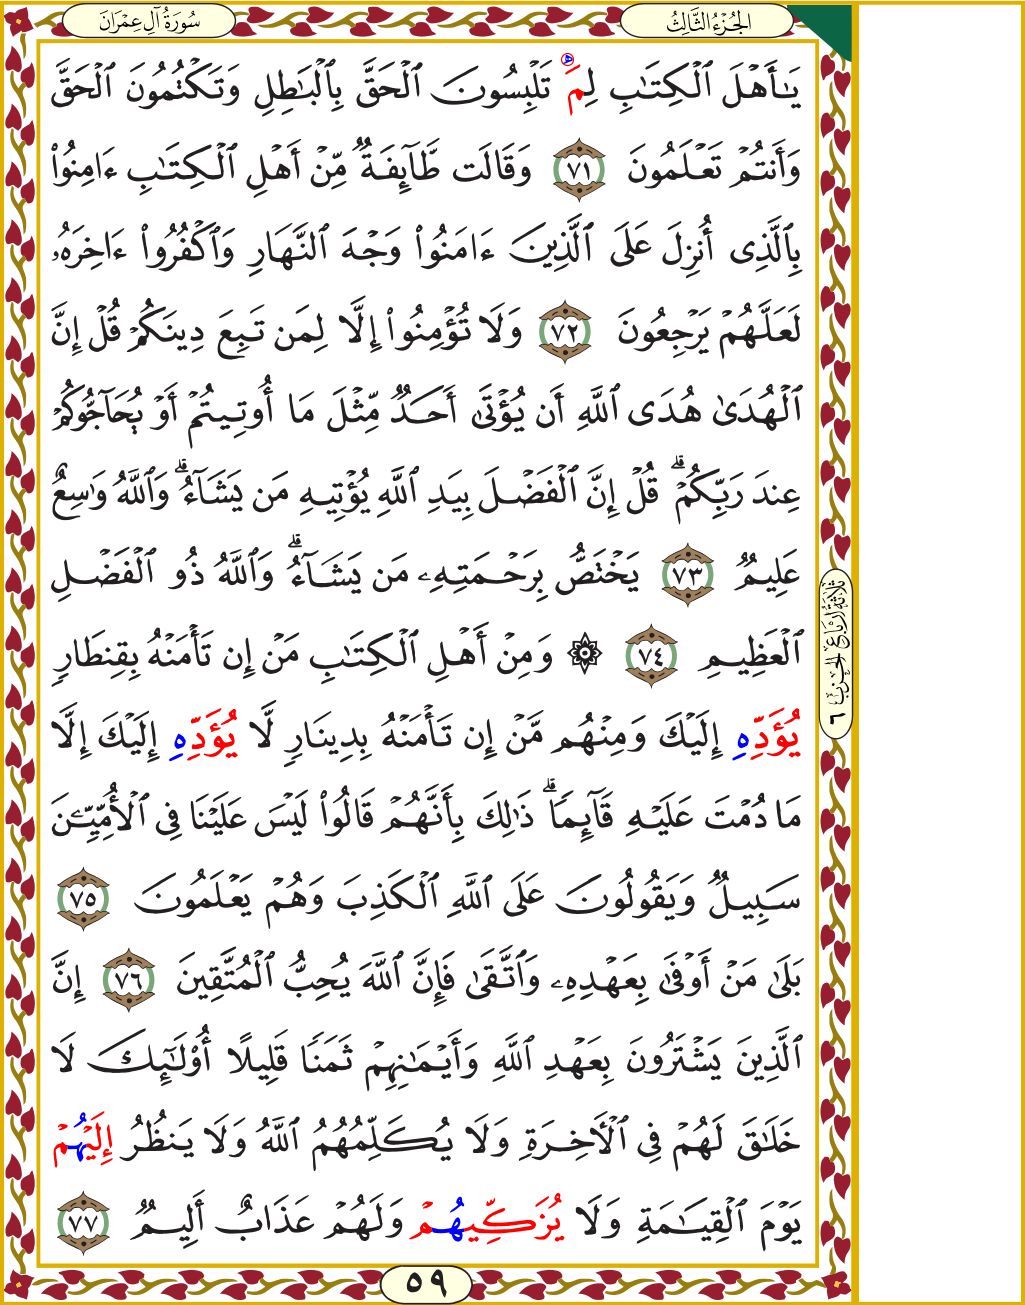 سُورَةُ آلِ عِمْرَانَ
الجُزْءُ الثَّالِثُ
يَٰٓأَهْلَ ٱلْكِتَٰبِ لِمَ تَلْبِسُونَ ٱلْحَقَّ بِٱلْبَٰطِلِ وَتَكْتُمُونَ ٱلْحَقَّ
وَأَنتُمْ تَعْلَمُونَ ٧١ وَقَالَت طَّآئِفَةٌ مِّنْ أَهْلِ ٱلْكِتَٰبِ ءَامِنُوا۟
بِٱلَّذِى أُنزِلَ عَلَى ٱلَّذِينَ ءَامَنُوا۟ وَجْهَ ٱلنَّهَارِ وَٱكْفُرُوٓا۟ ءَاخِرَهُۥ
لَعَلَّهُمْ يَرْجِعُونَ ٧٢ وَلَا تُؤْمِنُوٓا۟ إِلَّا لِمَن تَبِعَ دِينَكُمْ قُلْ إِنَّ
ٱلْهُدَىٰ هُدَى ٱللَّهِ أَن يُؤْتَىٰٓ أَحَدٌ مِّثْلَ مَآ أُوتِيتُمْ أَوْ يُحَآجُّوكُمْ
عِندَ رَبِّكُمْ ۗ قُلْ إِنَّ ٱلْفَضْلَ بِيَدِ ٱللَّهِ يُؤْتِيهِ مَن يَشَآءُ ۗ وَٱللَّهُ وَٰسِعٌ
عَلِيمٌ ٧٣ يَخْتَصُّ بِرَحْمَتِهِۦ مَن يَشَآءُ ۗ وَٱللَّهُ ذُو ٱلْفَضْلِ
ٱلْعَظِيمِ ٧٤ ۞ وَمِنْ أَهْلِ ٱلْكِتَٰبِ مَنْ إِن تَأْمَنْهُ بِقِنطَارٍ
يُؤَدِّهِ إِلَيْكَ وَمِنْهُم مَّنْ إِن تَأْمَنْهُ بِدِينَارٍ لَّا يُؤَدِّهِ إِلَيْكَ إِلَّا
مَا دُمْتَ عَلَيْهِ قَآئِمًا ۗ ذَٰلِكَ بِأَنَّهُمْ قَالُوا۟ لَيْسَ عَلَيْنَا فِى ٱلْأُمِّيِّـۧنَ
سَبِيلٌ وَيَقُولُونَ عَلَى ٱللَّهِ ٱلْكَذِبَ وَهُمْ يَعْلَمُونَ ٧٥
بَلَىٰ مَنْ أَوْفَىٰ بِعَهْدِهِۦ وَٱتَّقَىٰ فَإِنَّ ٱللَّهَ يُحِبُّ ٱلْمُتَّقِينَ ٧٦ إِنَّ
ٱلَّذِينَ يَشْتَرُونَ بِعَهْدِ ٱللَّهِ وَأَيْمَٰنِهِمْ ثَمَنًا قَلِيلًا أُو۟لَٰٓئِكَ لَا
خَلَٰقَ لَهُمْ فِى ٱلْءَاخِرَةِ وَلَا يُكَلِّمُهُمُ ٱللَّهُ وَلَا يَنظُرُ إِلَيْهُمْ
يَوْمَ ٱلْقِيَٰمَةِ وَلَا يُزَكِّيهُمْ وَلَهُمْ عَذَابٌ أَلِيمٌ ٧٧
ثَلَاثَةُ أَرْبَاعِ الحِزْبِ ٦
٥٩